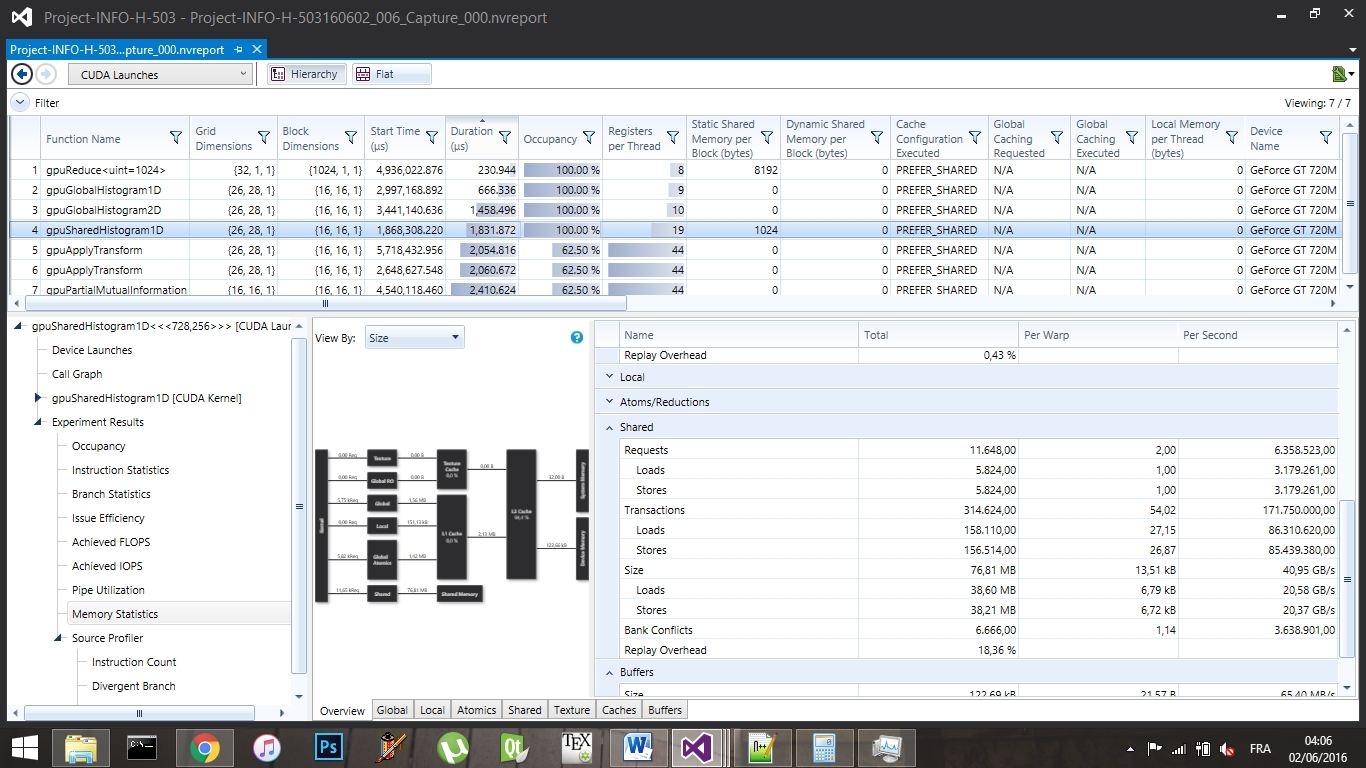 Project-INFO-H-503 - Project-INFO-H-503160602_006_Capture_000.nvreport
Project-INFO-H-503...pture_000.nvreport
CUDA Launches Hierarchy Flat
Filter Viewing: 7 / 7
Function Name Grid Dimensions Block Dimensions Start Time (µs) Duration (µs) Occupancy Registers per Thread Static Shared Memory per Block (bytes) Dynamic Shared Memory per Block (bytes) Cache Configuration Executed Global Caching Requested Global Caching Executed Local Memory per Thread (bytes) Device Name
1 gpuReduce<uint=1024> {32, 1, 1} {1024, 1, 1} 4,936,022.876 230.944 100.00 % 8 8192 0 PREFER_SHARED N/A N/A 0 GeForce GT 720M
2 gpuGlobalHistogram1D {26, 28, 1} {16, 16, 1} 2,997,168.892 666.336 100.00 % 9 0 0 PREFER_SHARED N/A N/A 0 GeForce GT 720M
3 gpuGlobalHistogram2D {26, 28, 1} {16, 16, 1} 3,441,140.636 1,458.496 100.00 % 10 0 0 PREFER_SHARED N/A N/A 0 GeForce GT 720M
4 gpuSharedHistogram1D {26, 28, 1} {16, 16, 1} 1,868,308.220 1,831.872 100.00 % 19 1024 0 PREFER_SHARED N/A N/A 0 GeForce GT 720M
5 gpuApplyTransform {26, 28, 1} {16, 16, 1} 5,718,432.956 2,054.816 62.50 % 44 0 0 PREFER_SHARED N/A N/A 0 GeForce GT 720M
6 gpuApplyTransform {26, 28, 1} {16, 16, 1} 2,648,627.548 2,060.672 62.50 % 44 0 0 PREFER_SHARED N/A N/A 0 GeForce GT 720M
7 gpuPartialMutualInformation {16, 16, 1} {16, 16, 1} 4,540,118.460 2,410.624 62.50 % 44 0 0 PREFER_SHARED N/A N/A 0 GeForce GT 720M
gpuSharedHistogram1D<<<728,256>>> [CUDA Laur
Device Launches
Call Graph
gpuSharedHistogram1D [CUDA Kernel]
Experiment Results
Occupancy
Instruction Statistics
Branch Statistics
Issue Efficiency
Achieved FLOPS
Achieved IOPS
Pipe Utilization
Memory Statistics
Source Profiler
Instruction Count
Divergent Branch
View By: Size
Kernel
0,00 Req Texture 0,00 B
Texture Cache 0,0 %
0,00 B
0,00 Req Global RO 0,00 B
5,75 kReq Global 1,56 MB
0,00 Req Local 151,13 kB
L1 Cache 0,0 %
2,13 MB
5,82 kReq Global Atomics 1,42 MB
11,65 kReq Shared 76,81 MB Shared Memory
L2 Cache
32,00 B System Memory
Device Memory
Name Total Per Warp Per Second
Replay Overhead 0,43 %
Local
Atoms/Reductions
Shared
Requests 11.648,00 2,00 6.358.523,00
Loads 5.824,00 1,00 3.179.261,00
Stores 5.824,00 1,00 3.179.261,00
Transactions 314.624,00 54,02 171.750.000,00
Loads 158.110,00 27,15 86.310.620,00
Stores 156.514,00 26,87 85.439.380,00
Size 76,81 MB 13,51 kB 40,95 GB/s
Loads 38,60 MB 6,79 kB 20,58 GB/s
Stores 38,21 MB 6,72 kB 20,37 GB/s
Bank Conflicts 6.666,00 1,14 3.638.901,00
Replay Overhead 18,36 %
Buffers
Size 122,69 kB 21,57 B 65,40 MB/s
Overview Global Local Atomics Shared Texture Caches Buffers
C:\_
Ps
Qt
TEX
W
n++
FRA
04:06
02/06/2016